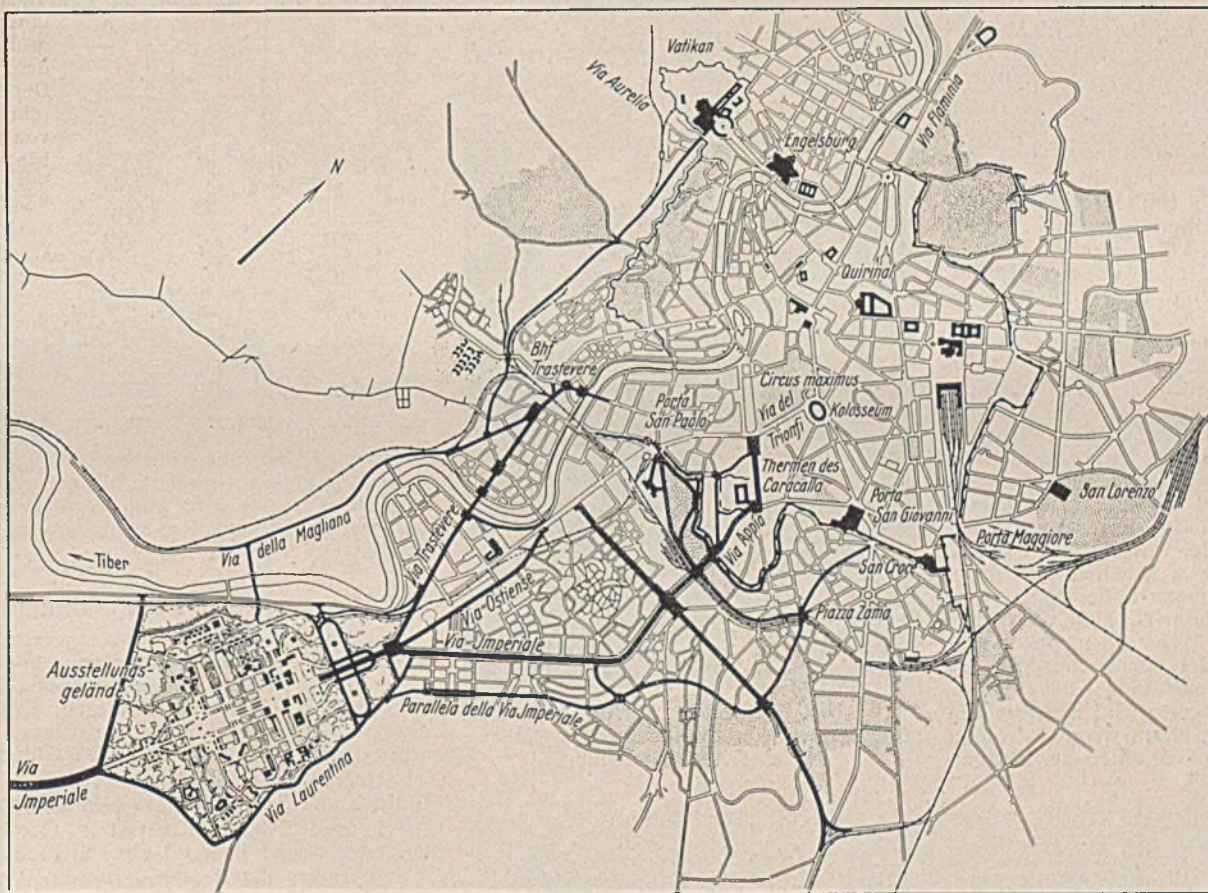 Vatikan
Via Aurelia
Engelsburg
Via Flaminia
N
Quirinal
Bhf
Trastevere
Circus maximus
Porta
San Paolo
Via del
Trionfi
Kolosseum
Thermen des
Caracalla
Porta
San Giovanni
San Lorenzo
Porta Maggiore
Via della Magliana
Via Trastevere
Via Appia
San Croce
Tiber
Via-Ostiense
Piazza Zama
Via-Jmperiale
Ausstellungs-
gelände
Parallela della Via Jmperiale
Via
Jmperiale
Via Laurentina